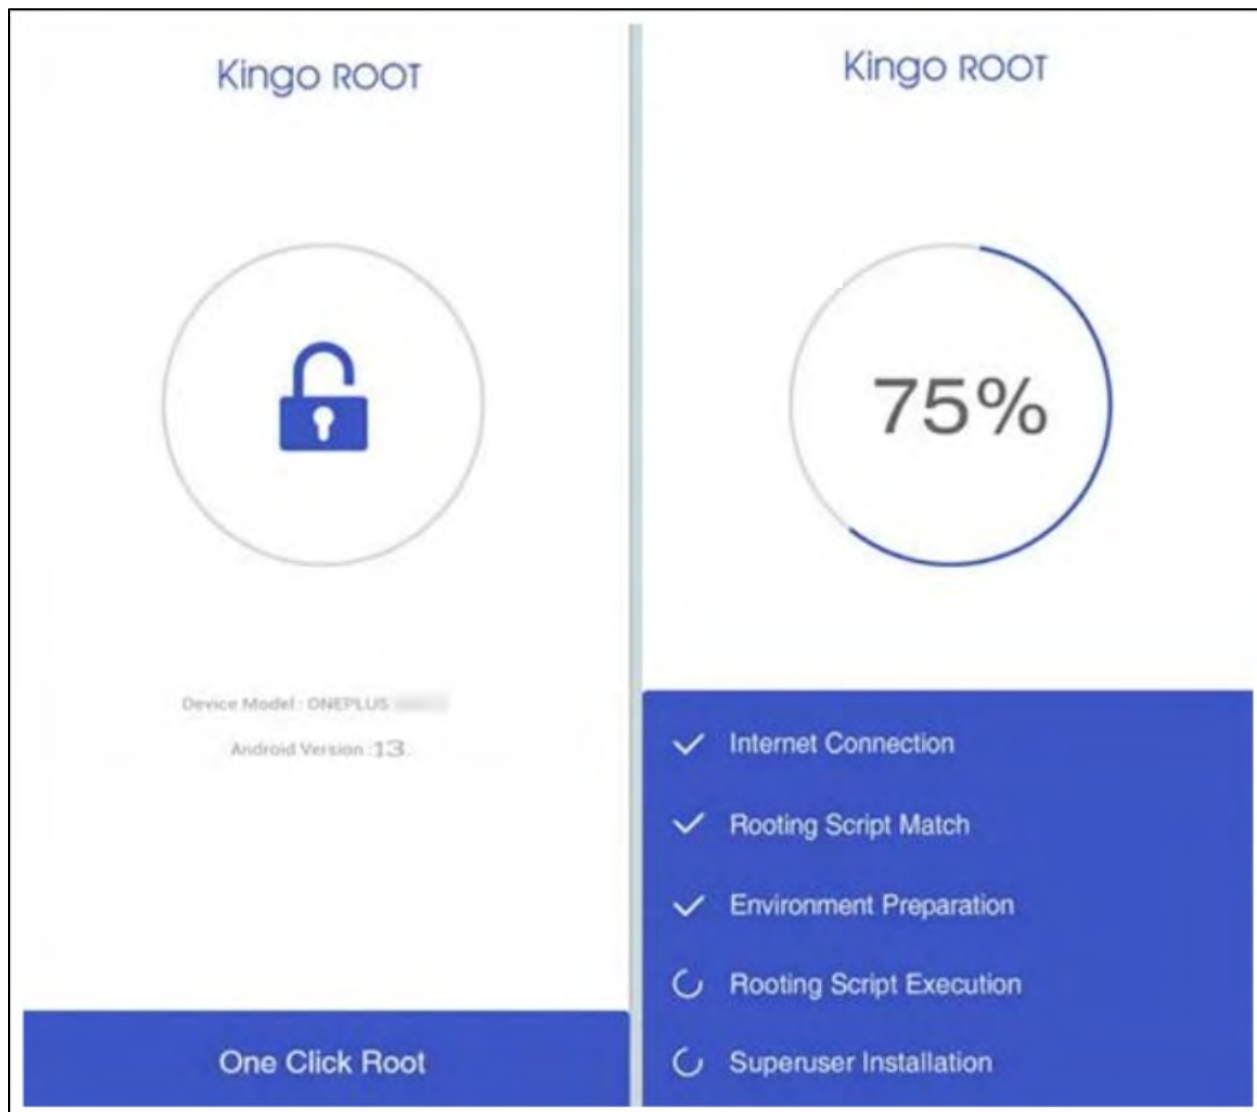 Kingo ROOT
Device Model : ONEPLUS
Android Version :13.
One Click Root
Kingo ROOT
75%
Internet Connection
Rooting Script Match
Environment Preparation
Rooting Script Execution
Superuser Installation